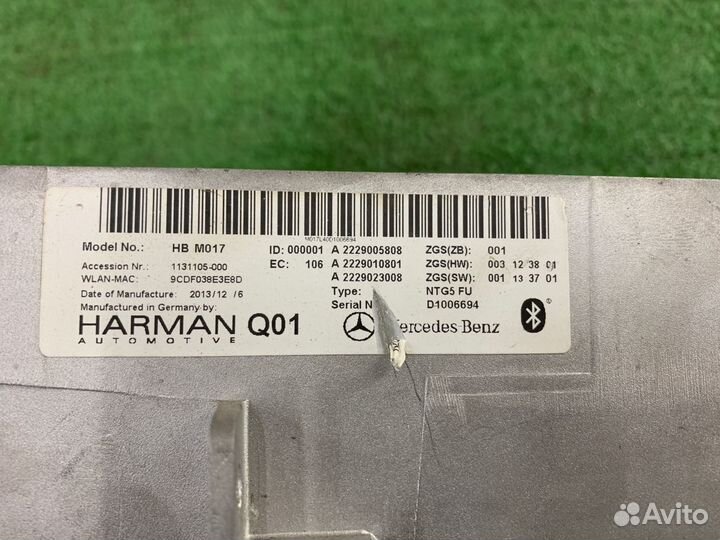 M017L40D1006694
Model No.: HB M017 ID: 000001 A 2229005808 ZGS(ZB): 001
Accession Nr.: 1131105-000 EC: 106 A 2229010801 ZGS(HW): 003 12 38 01
WLAN-MAC: 9CDF038E3E8D A 2229023008 ZGS(SW): 001 13 37 01
Date of Manufacture: 2013/12 /6 Type: NTG5 FU
Manufactured in Germany by: Serial N D1006694
HARMAN Q01 Mercedes-Benz
AUTOMOTIVE
Avito